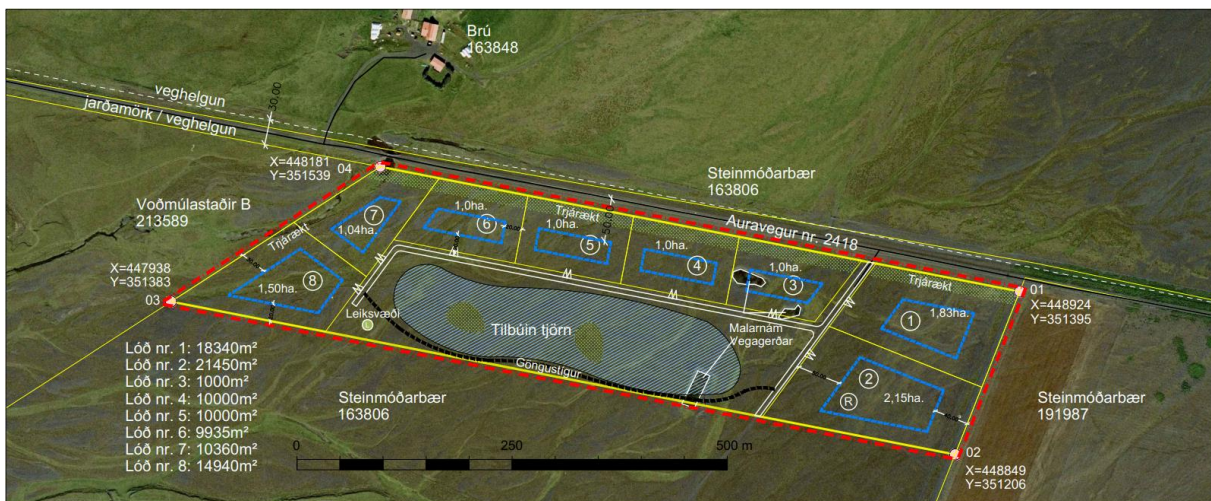 Brú
163848
veghelgun
jarðamörk / veghelgun
30,00
X=448181
Y=351539
04
Steinmóðarbær
163806
Voðmúlastaðir B
213589
Trjárækt
Trjárækt
50,00
Auravegur nr. 2418
Trjárækt
7
1,04ha.
1,0ha.
6
1,0ha.
5
1,0ha.
4
1,0ha.
3
1
1,83ha.
8
1,50ha.
2
R
2,15ha.
X=447938
Y=351383
03
01
X=448924
Y=351395
Leiksvæði
L
Tilbúin tjörn
Malarnám
Vegagerðar
Göngustígur
Lóð nr. 1: 18340m²
Lóð nr. 2: 21450m²
Lóð nr. 3: 1000m²
Lóð nr. 4: 10000m²
Lóð nr. 5: 10000m²
Lóð nr. 6: 9935m²
Lóð nr. 7: 10360m²
Lóð nr. 8: 14940m²
Steinmóðarbær
163806
Steinmóðarbær
191987
0
250
500 m
02
X=448849
Y=351206